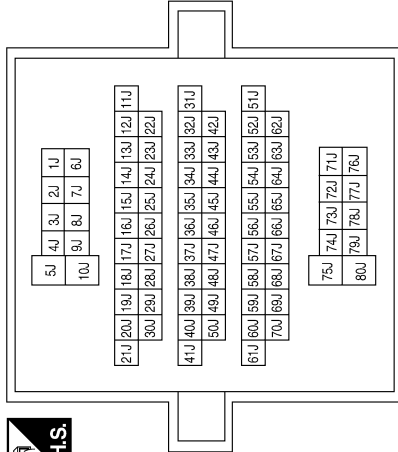 H.S.
5J 4J 3J 2J 1J
10J 9J 8J 7J 6J
21J 20J 19J 18J 17J 16J 15J 14J 13J 12J 11J
30J 29J 28J 27J 26J 25J 24J 23J 22J
41J 40J 39J 38J 37J 36J 35J 34J 33J 32J 31J
50J 49J 48J 47J 46J 45J 44J 43J 42J
61J 60J 59J 58J 57J 56J 55J 54J 53J 52J 51J
70J 69J 68J 67J 66J 65J 64J 63J 62J
75J 74J 73J 72J 71J
80J 79J 78J 77J 76J